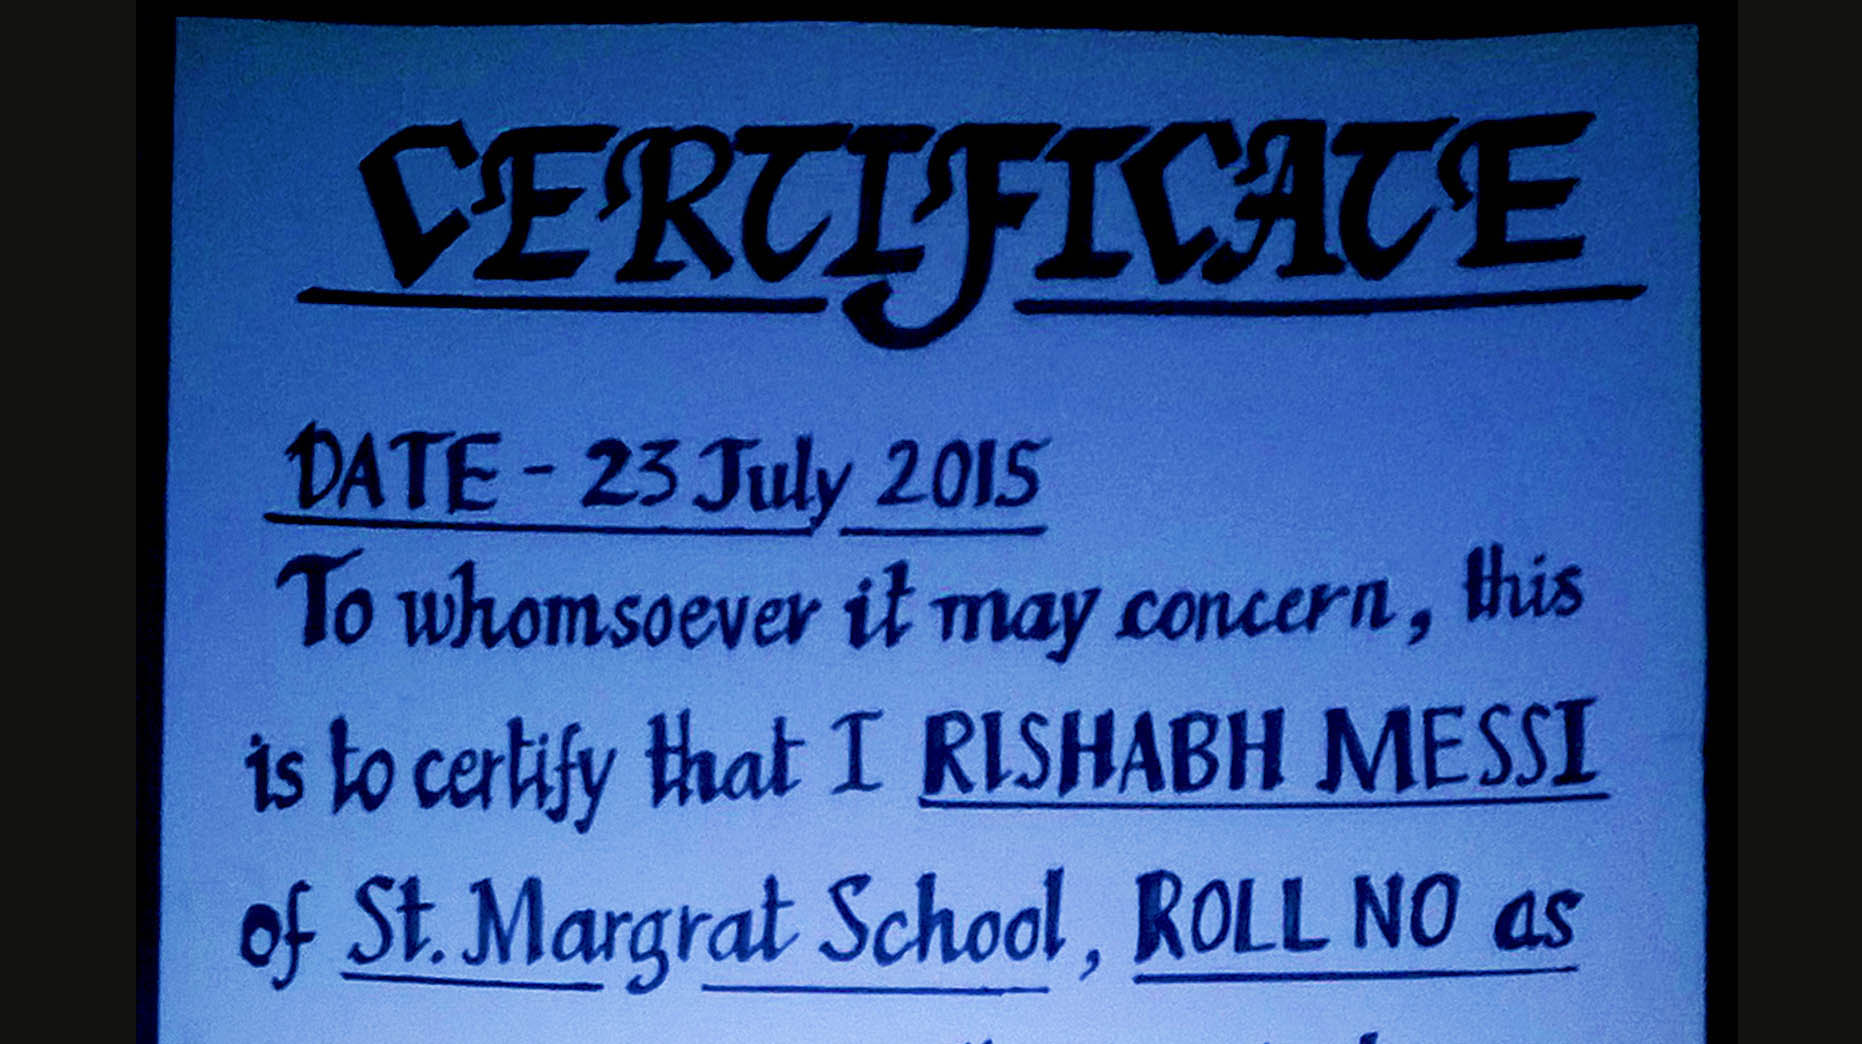 CERTIFICATE
DATE - 23 July 2015
To whomsoever it may concern, this
is to certify that I RISHABH MESSI
of St. Margrat School, ROLL NO as